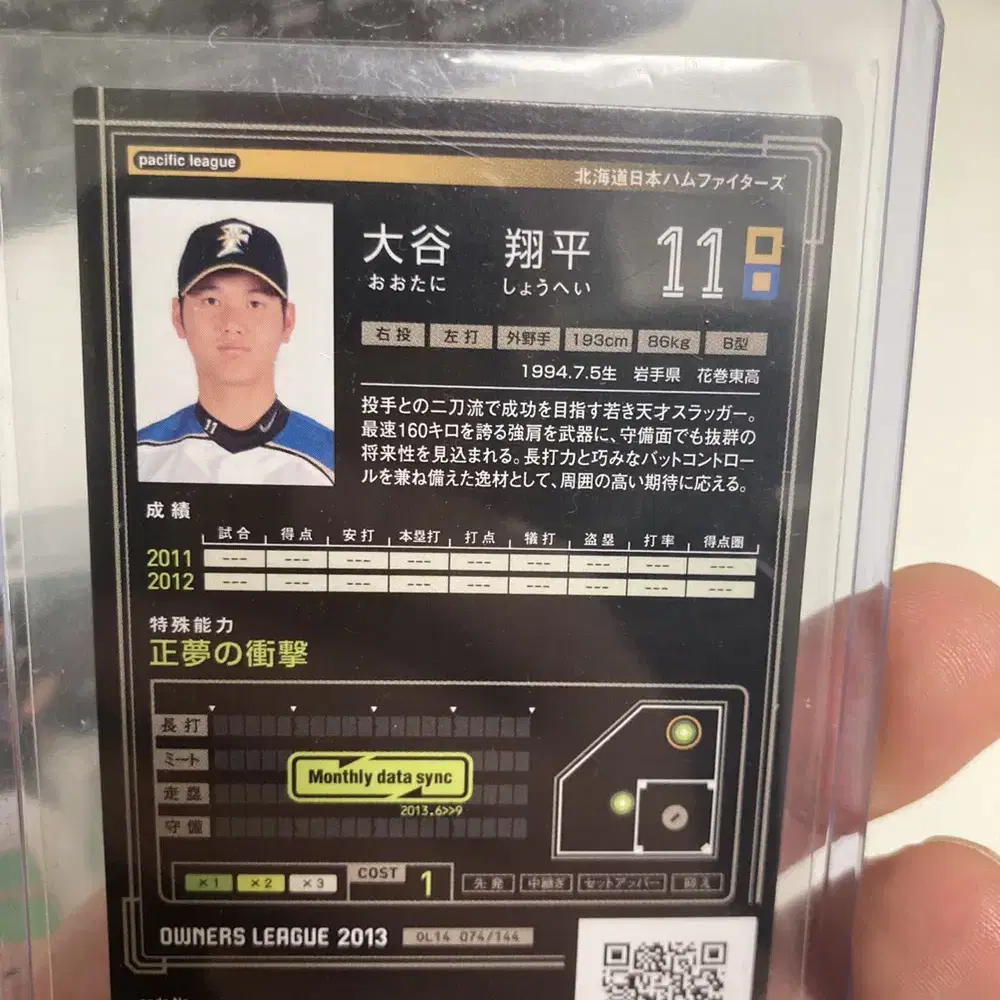 pacific league
北海道日本ハムファイターズ
大谷 翔平 11
おおたに しょうへい
右投 左打 外野手 193cm 86kg B型
1994.7.5生 岩手県 花巻東高
投手との二刀流で成功を目指す若き天才スラッガー。
最速160キロを誇る強肩を武器に、守備面でも抜群の
将来性を見込まれる。長打力と巧みなバットコントロー
ルを兼ね備えた逸材として、周囲の高い期待に応える。
成績
試合 得点 安打 本塁打 打点 犠打 盗塁 打率 得点圏
2011 --- --- --- --- --- --- --- --- ---
2012 --- --- --- --- --- --- --- --- ---
特殊能力
正夢の衝撃
長打
ミート
走塁
守備
Monthly data sync
2013.6>>9
×1 ×2 ×3 COST 1 先発 中継ぎ セットアッパー 抑え
OWNERS LEAGUE 2013 OL14 074/144
F
11